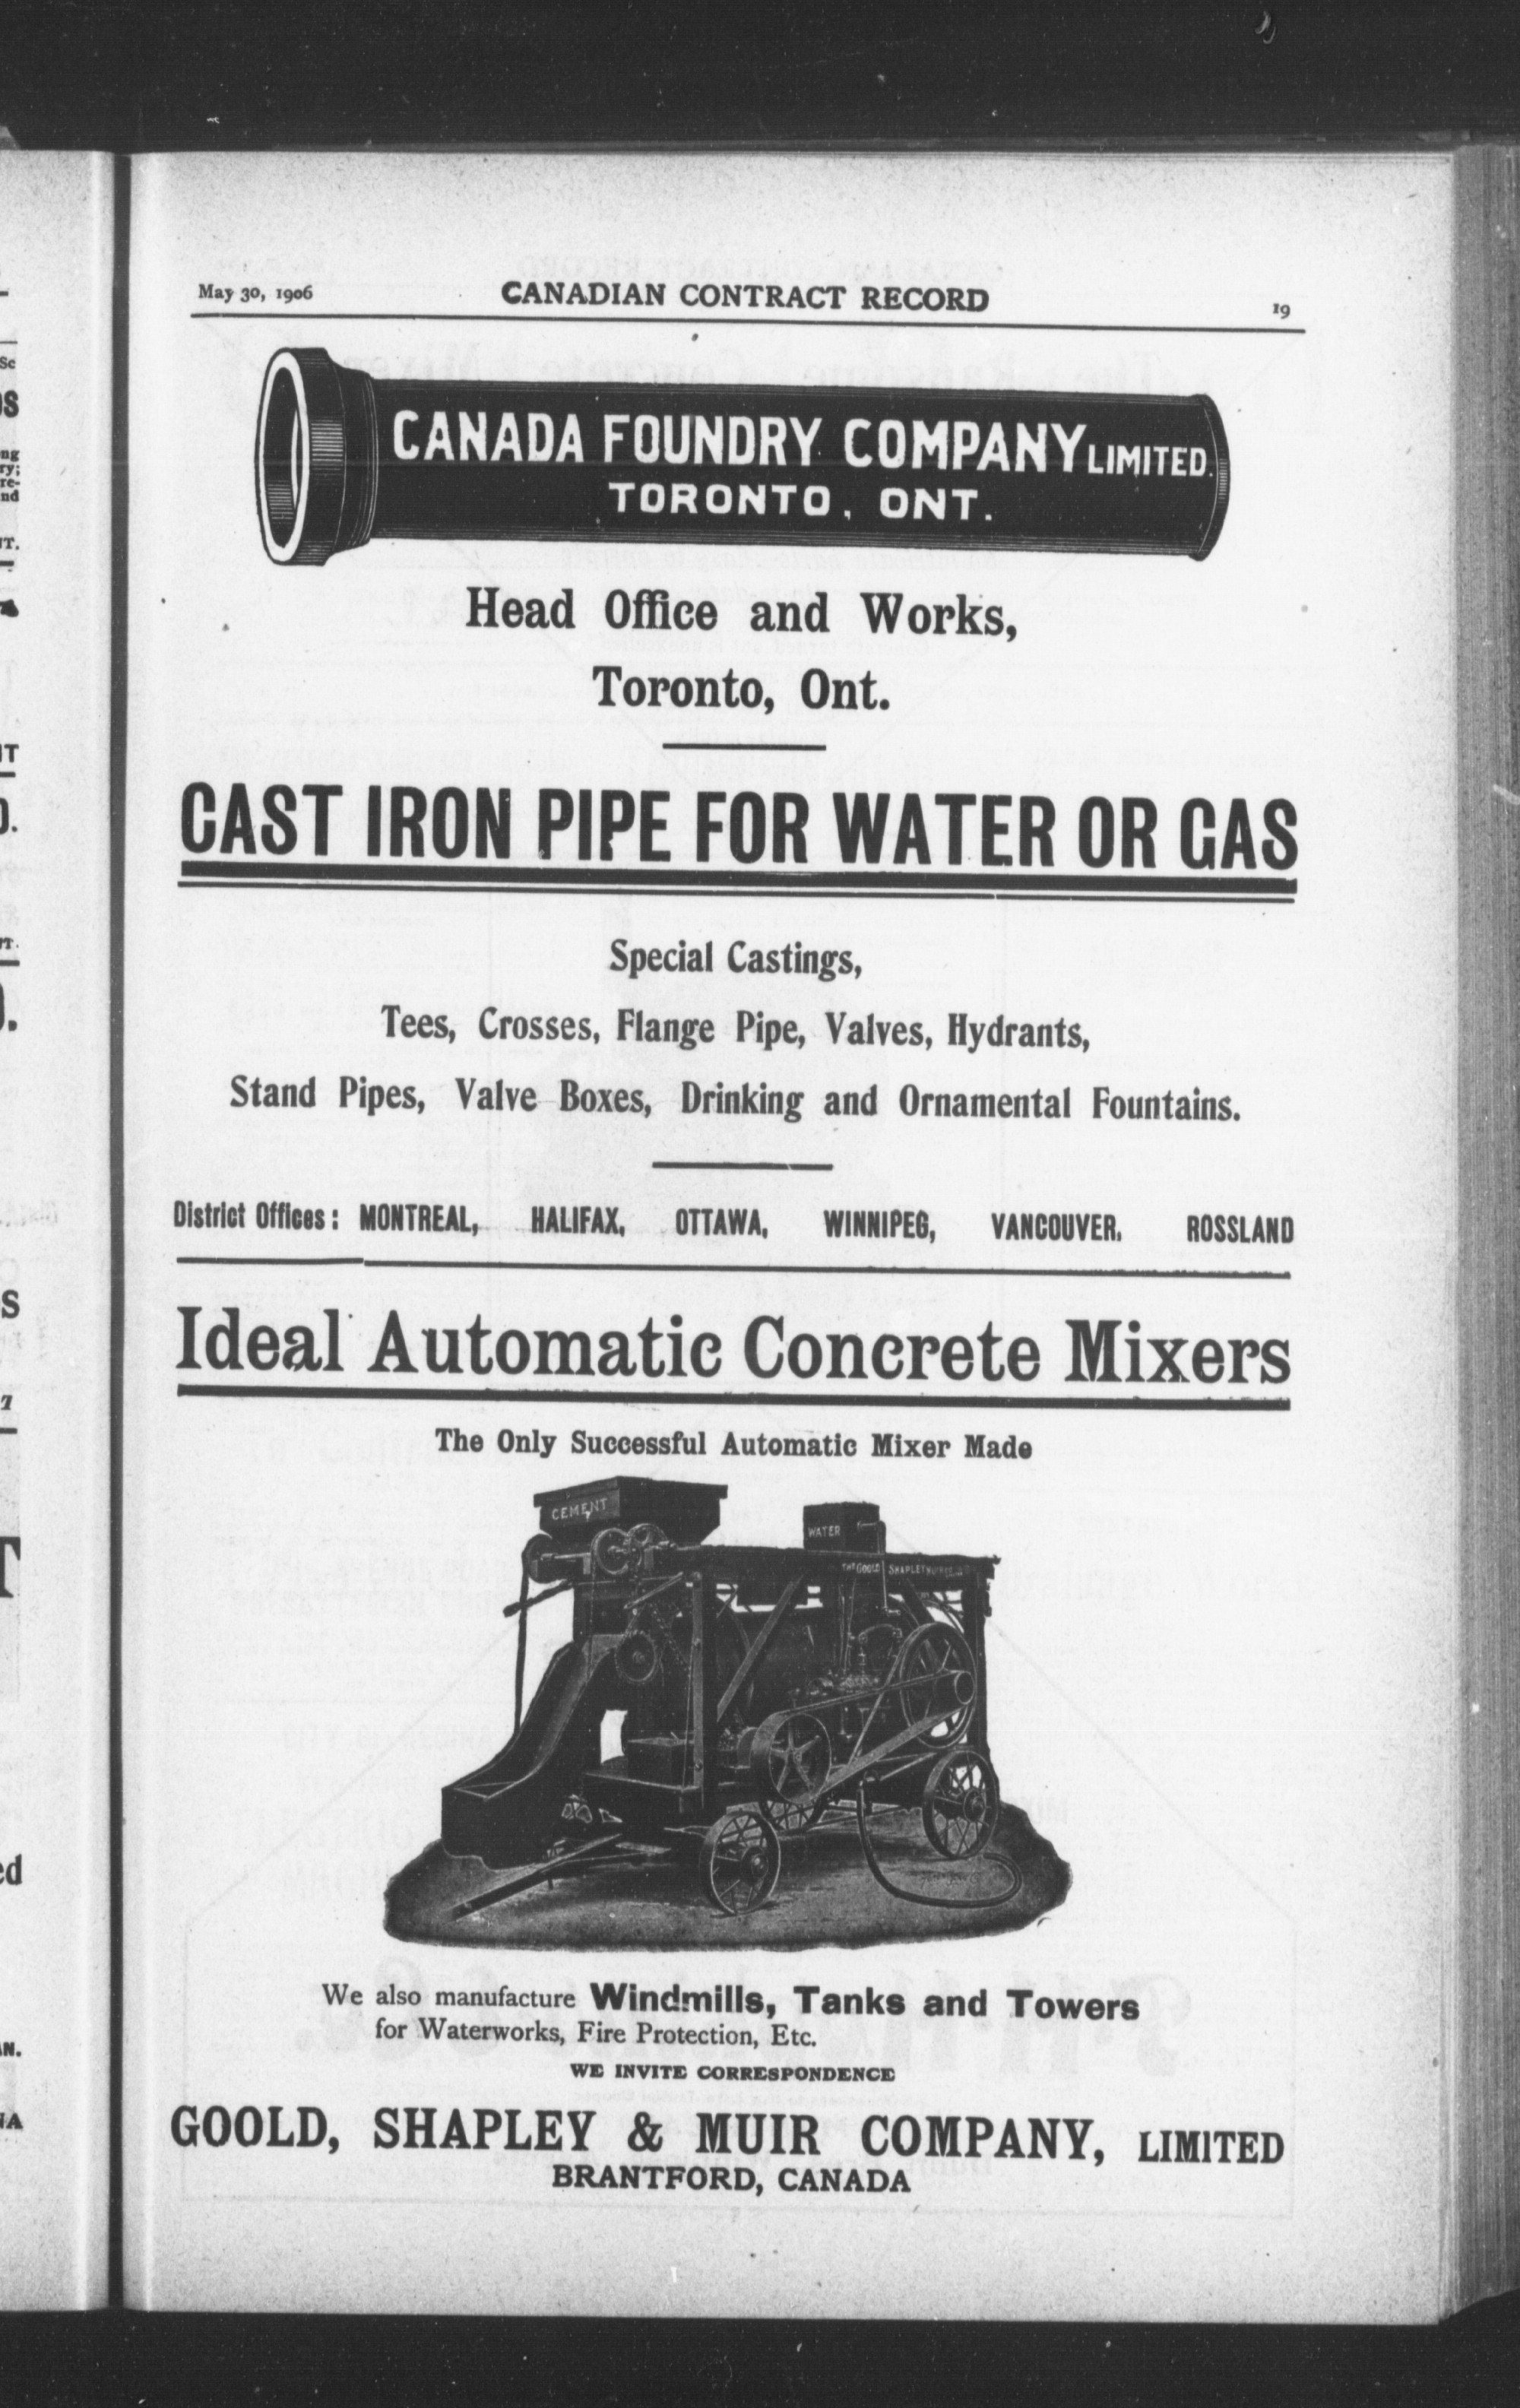 May 30, 1906 CANADIAN CONTRACT RECORD 19
CANADA FOUNDRY COMPANY LIMITED.
TORONTO, ONT.
Head Office and Works,
Toronto, Ont.
CAST IRON PIPE FOR WATER OR GAS
Special Castings,
Tees, Crosses, Flange Pipe, Valves, Hydrants,
Stand Pipes, Valve Boxes, Drinking and Ornamental Fountains.
District Offices: MONTREAL, HALIFAX, OTTAWA, WINNIPEG, VANCOUVER, ROSSLAND
Ideal Automatic Concrete Mixers
The Only Successful Automatic Mixer Made
CEMENT
WATER
THE GOOLD SHAPLEY
We also manufacture Windmills, Tanks and Towers
for Waterworks, Fire Protection, Etc.
WE INVITE CORRESPONDENCE
GOOLD, SHAPLEY & MUIR COMPANY, LIMITED
BRANTFORD, CANADA